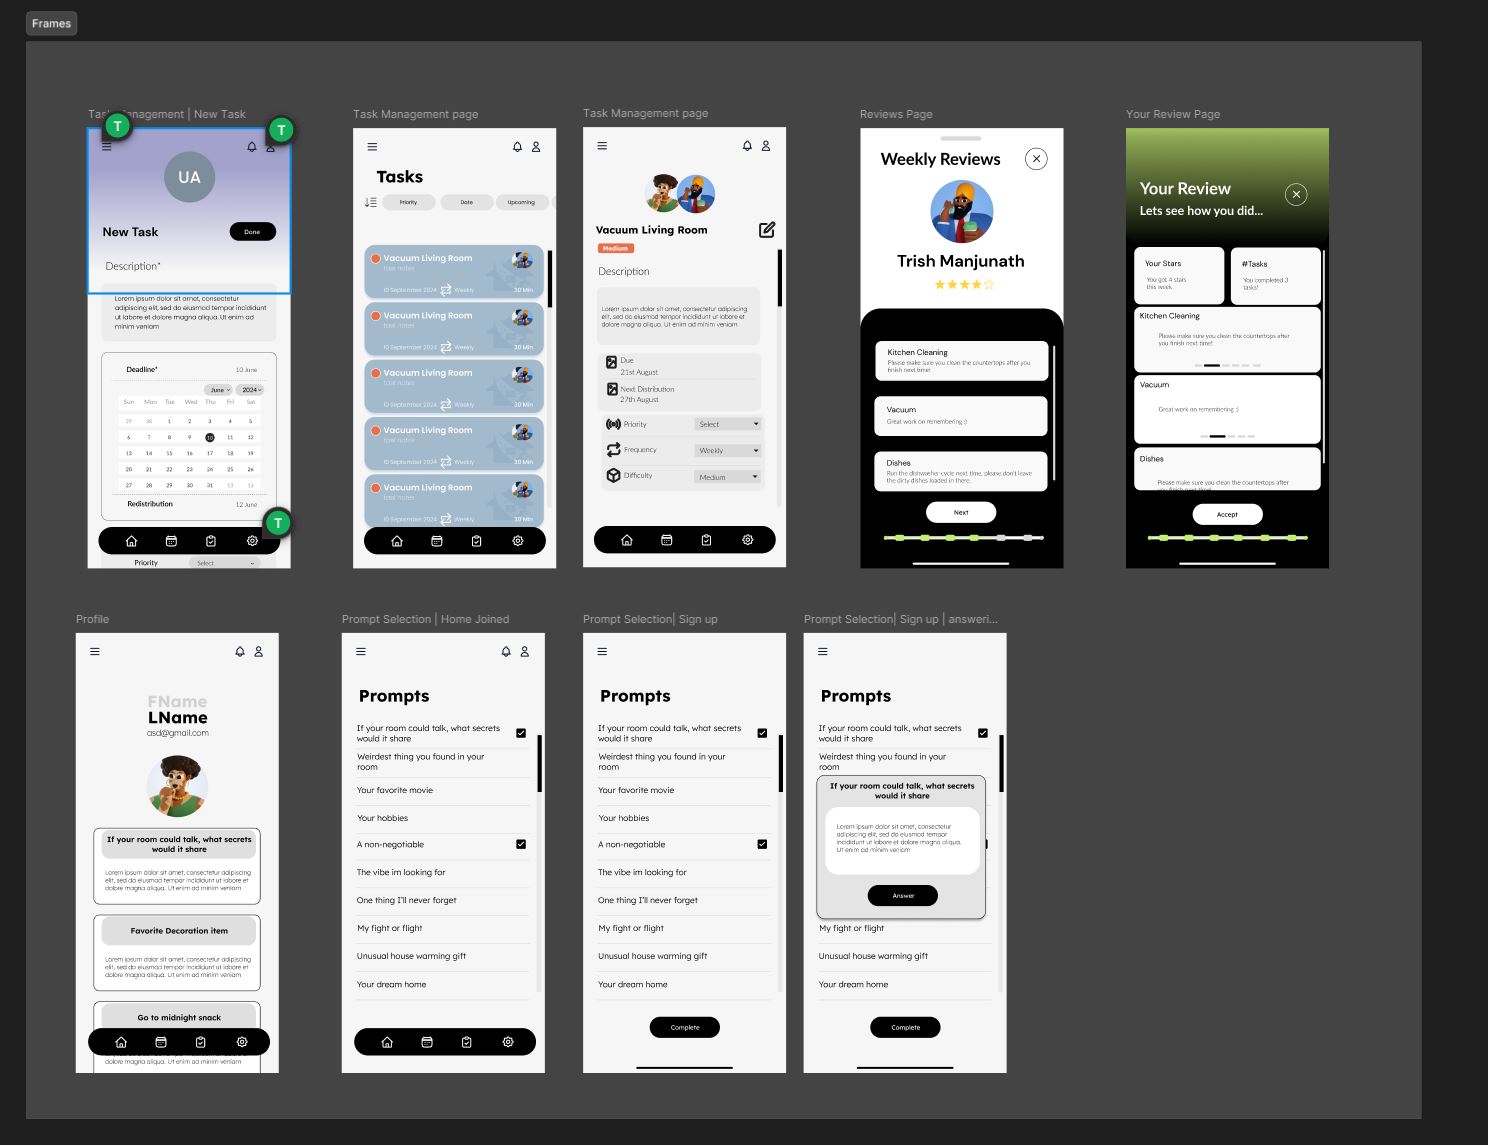 Frames
Task Management | New Task
T
T
UA
New Task
Done
Description*
Lorem ipsum dolor sit amet, consectetur
adipiscing elit, sed do eiusmod tempor incididunt
ut labore et dolore magna aliqua. Ut enim ad
minim veniam
Deadline*
10 June
June
2024
Sun Mon Tue Wed Thu Fri Sat
29 30 1 2 3 4 5
6 7 8 9 10 11 12
13 14 15 16 17 18 19
20 21 22 23 24 25 26
27 28 29 30 31
Redistribution
12 June
T
Priority
Select
Task Management page
Tasks
Priority
Date
Upcoming
Vacuum Living Room
total notes
10 September 2024
Weekly
30 Min
Vacuum Living Room
total notes
10 September 2024
Weekly
30 Min
Vacuum Living Room
total notes
10 September 2024
Weekly
30 Min
Vacuum Living Room
total notes
10 September 2024
Weekly
30 Min
Vacuum Living Room
total notes
10 September 2024
Weekly
30 Min
Task Management page
Vacuum Living Room
Medium
Description
Lorem ipsum dolor sit amet, consectetur adipiscing
elit, sed do eiusmod tempor incididunt ut labore et
dolore magna aliqua. Ut enim ad minim veniam
Due
21st August
Next Distribution
27th August
Priority
Select
Frequency
Weekly
Difficulty
Medium
Reviews Page
Weekly Reviews
Trish Manjunath
Kitchen Cleaning
Please make sure you clean the countertops after you
finish next time!
Vacuum
Great work on remembering :)
Dishes
Run the dishwasher cycle next time, please don't leave
the dirty dishes loaded in there.
Next
Your Review Page
Your Review
Lets see how you did...
Your Stars
You got 4 stars
this week
#Tasks
You completed 3
tasks!
Kitchen Cleaning
Please make sure you clean the countertops after
you finish next time!
Vacuum
Great work on remembering :)
Dishes
Please make sure you clean the countertops after
you finish next time!
Accept
Profile
FName
LName
asd@gmail.com
If your room could talk, what secrets
would it share
Lorem ipsum dolor sit amet, consectetur adipiscing
elit, sed do eiusmod tempor incididunt ut labore et
dolore magna aliqua. Ut enim ad minim veniam
Favorite Decoration item
Lorem ipsum dolor sit amet, consectetur adipiscing
elit, sed do eiusmod tempor incididunt ut labore et
dolore magna aliqua. Ut enim ad minim veniam
Go to midnight snack
dolore magna aliqua. Ut enim ad minim veniam
Prompt Selection | Home Joined
Prompts
If your room could talk, what secrets
would it share
Weirdest thing you found in your
room
Your favorite movie
Your hobbies
A non-negotiable
The vibe im looking for
One thing I'll never forget
My fight or flight
Unusual house warming gift
Your dream home
Prompt Selection| Sign up
Prompts
If your room could talk, what secrets
would it share
Weirdest thing you found in your
room
Your favorite movie
Your hobbies
A non-negotiable
The vibe im looking for
One thing I'll never forget
My fight or flight
Unusual house warming gift
Your dream home
Complete
Prompt Selection| Sign up | answeri...
Prompts
If your room could talk, what secrets
would it share
Weirdest thing you found in your
room
If your room could talk, what secrets
would it share
Lorem ipsum dolor sit amet, consectetur
adipiscing elit, sed do eiusmod tempor
incididunt ut labore et dolore magna aliqua.
Ut enim ad minim veniam
Answer
My fight or flight
Unusual house warming gift
Your dream home
Complete